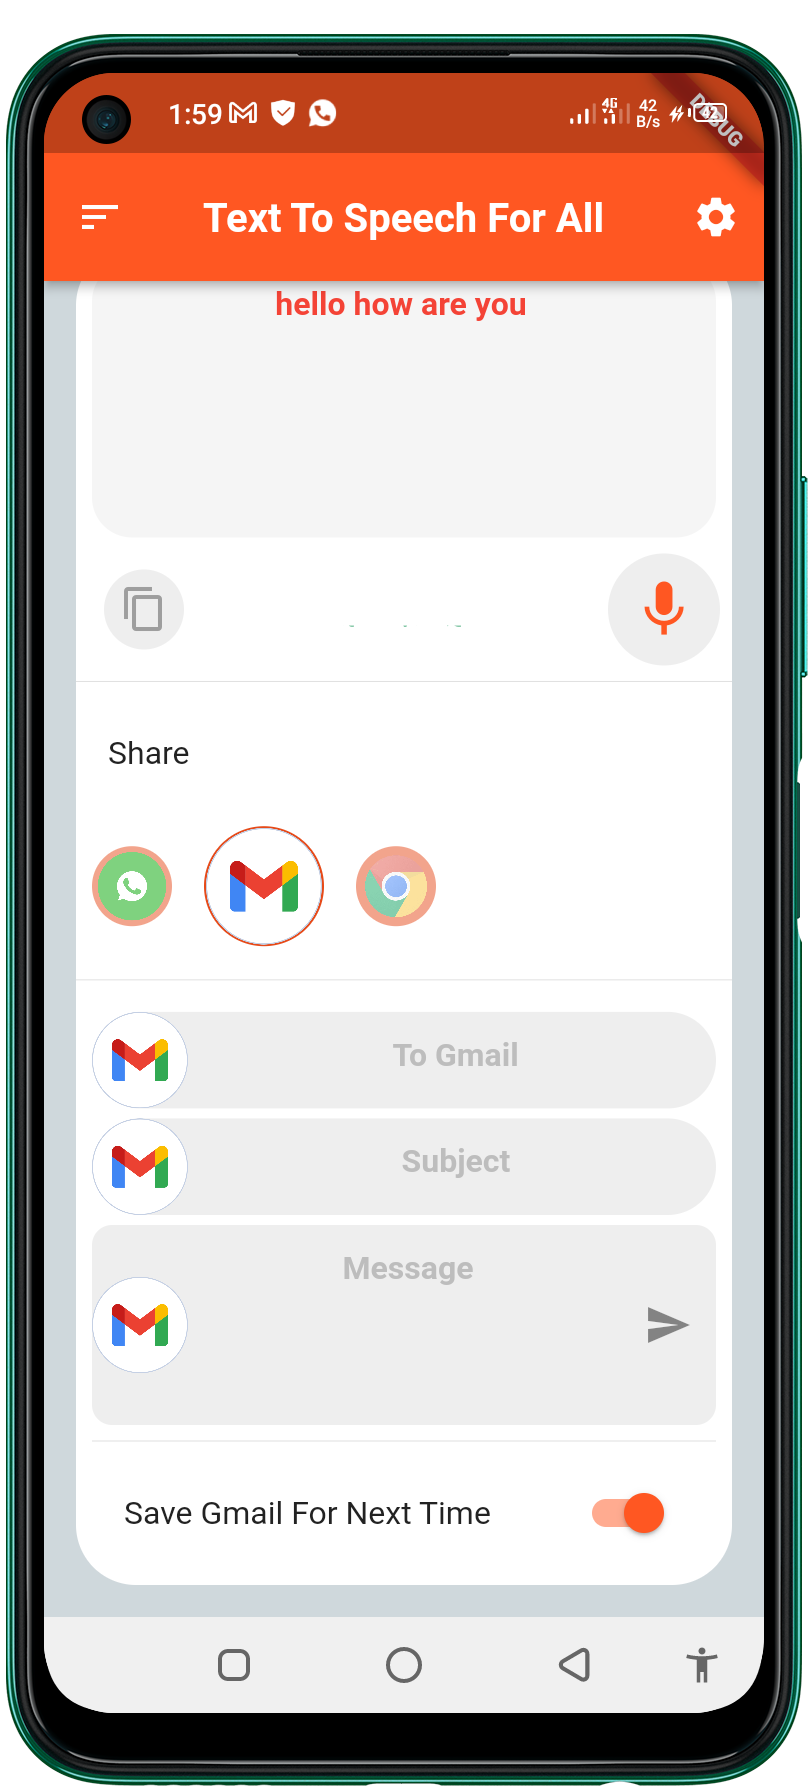 1:59
4G
42
B/s
42
DEBUG
Text To Speech For All
hello how are you
Share
To Gmail
Subject
Message
Save Gmail For Next Time